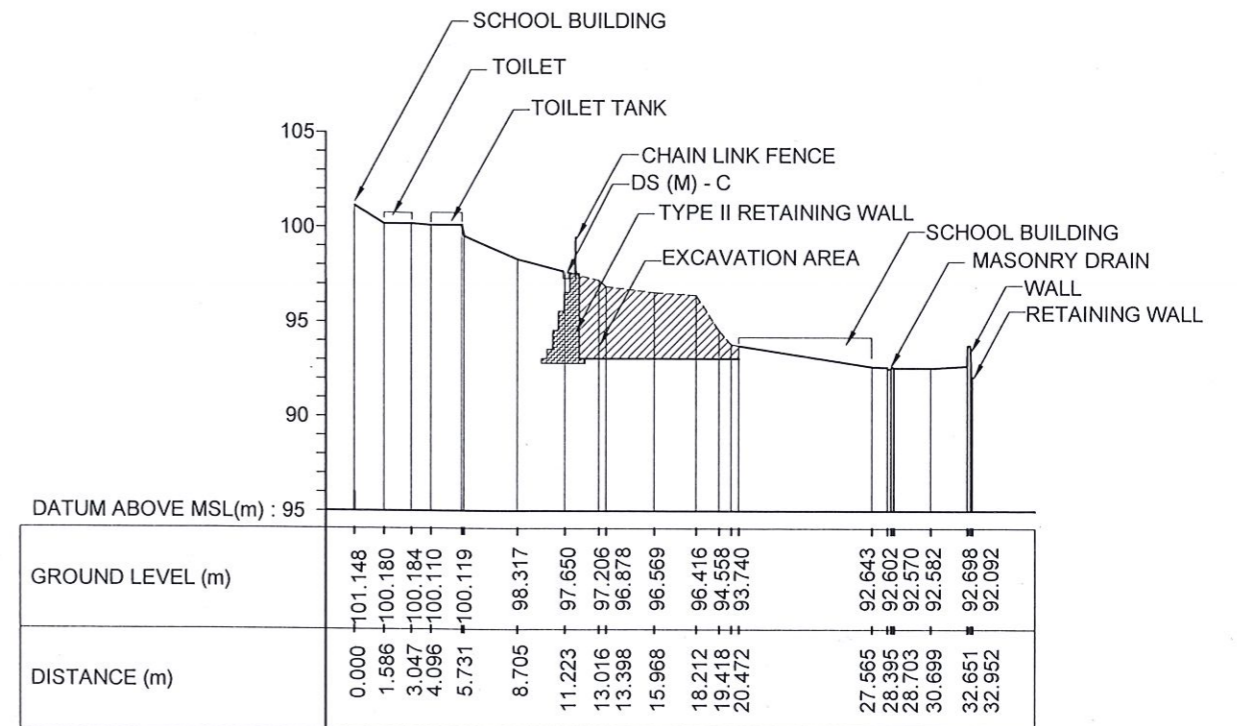 SCHOOL BUILDING
TOILET
TOILET TANK
105
CHAIN LINK FENCE
DS (M) - C
TYPE II RETAINING WALL
100
SCHOOL BUILDING
EXCAVATION AREA
MASONRY DRAIN
WALL
RETAINING WALL
95
90
DATUM ABOVE MSL(m) : 95
GROUND LEVEL (m) 101.148 100.180 100.184 100.110 100.119 98.317 97.650 97.206 96.878 96.569 96.416 94.558 93.740 92.643 92.602 92.570 92.582 92.698 92.092
DISTANCE (m) 0.000 1.586 3.047 4.096 5.731 8.705 11.223 13.016 13.398 15.968 18.212 19.418 20.472 27.565 28.395 28.703 30.699 32.651 32.952